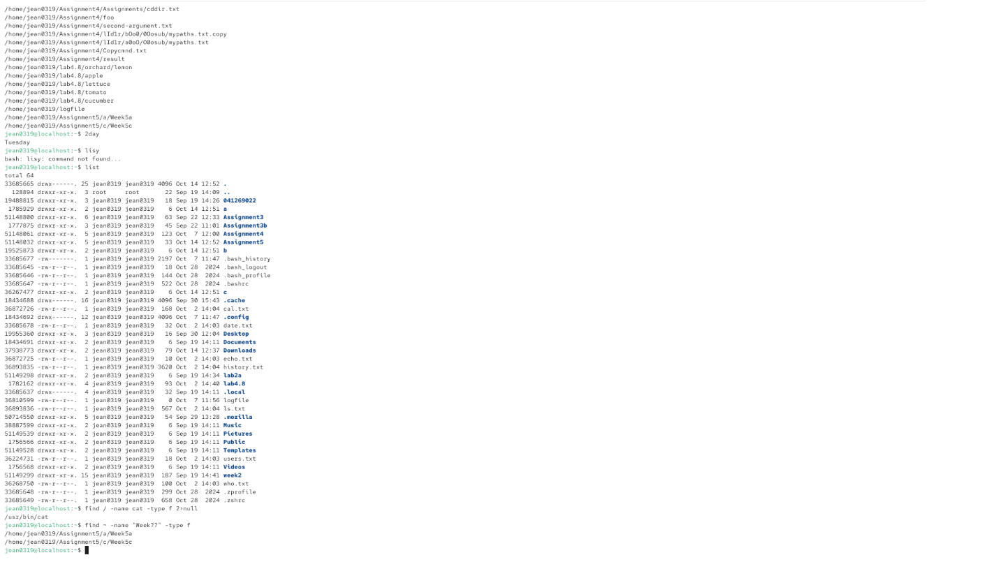 /home/jean0319/Assignment4/Assignments/cddir.txt
/home/jean0319/Assignment4/foo
/home/jean0319/Assignment4/second-argument.txt
/home/jean0319/Assignment4/lId1r/bOo0/0Oosub/mypaths.txt.copy
/home/jean0319/Assignment4/lId1r/a0oO/O0osub/mypaths.txt
/home/jean0319/Assignment4/Copycmnd.txt
/home/jean0319/Assignment4/result
/home/jean0319/lab4.8/orchard/lemon
/home/jean0319/lab4.8/apple
/home/jean0319/lab4.8/lettuce
/home/jean0319/lab4.8/tomato
/home/jean0319/lab4.8/cucumber
/home/jean0319/logfile
/home/jean0319/Assignment5/a/Week5a
/home/jean0319/Assignment5/c/Week5c
jean0319@localhost:~$ 2day
Tuesday
jean0319@localhost:~$ lisy
bash: lisy: command not found...
jean0319@localhost:~$ list
total 64
33685665 drwx------. 25 jean0319 jean0319 4096 Oct 14 12:52 .
  128894 drwxr-xr-x.  3 root     root       22 Sep 19 14:09 ..
19488815 drwxr-xr-x.  3 jean0319 jean0319   18 Sep 19 14:26 041269022
 1785929 drwxr-xr-x.  2 jean0319 jean0319    6 Oct 14 12:51 a
51148800 drwxr-xr-x.  6 jean0319 jean0319   63 Sep 22 12:33 Assignment3
 1777875 drwxr-xr-x.  3 jean0319 jean0319   45 Sep 22 11:01 Assignment3b
51148061 drwxr-xr-x.  5 jean0319 jean0319  123 Oct  7 12:00 Assignment4
51148032 drwxr-xr-x.  5 jean0319 jean0319   33 Oct 14 12:52 Assignment5
19525873 drwxr-xr-x.  2 jean0319 jean0319    6 Oct 14 12:51 b
33685677 -rw-------.  1 jean0319 jean0319 2197 Oct  7 11:47 .bash_history
33685645 -rw-r--r--.  1 jean0319 jean0319   18 Oct 28  2024 .bash_logout
33685646 -rw-r--r--.  1 jean0319 jean0319  144 Oct 28  2024 .bash_profile
33685647 -rw-r--r--.  1 jean0319 jean0319  522 Oct 28  2024 .bashrc
36267477 drwxr-xr-x.  2 jean0319 jean0319    6 Oct 14 12:51 c
18434688 drwx------. 16 jean0319 jean0319 4096 Sep 30 15:43 .cache
36872726 -rw-r--r--.  1 jean0319 jean0319  168 Oct  2 14:04 cal.txt
18434692 drwx------. 12 jean0319 jean0319 4096 Oct  7 11:47 .config
33685678 -rw-r--r--.  1 jean0319 jean0319   32 Oct  2 14:03 date.txt
19955360 drwxr-xr-x.  3 jean0319 jean0319   16 Sep 30 12:04 Desktop
18434691 drwxr-xr-x.  2 jean0319 jean0319    6 Sep 19 14:11 Documents
37938773 drwxr-xr-x.  2 jean0319 jean0319   79 Oct 14 12:37 Downloads
36872725 -rw-r--r--.  1 jean0319 jean0319   10 Oct  2 14:03 echo.txt
36893835 -rw-r--r--.  1 jean0319 jean0319 3620 Oct  2 14:04 history.txt
51149298 drwxr-xr-x.  2 jean0319 jean0319    6 Sep 19 14:34 lab2a
 1782162 drwxr-xr-x.  4 jean0319 jean0319   93 Oct  2 14:40 lab4.8
33685637 drwx------.  4 jean0319 jean0319   32 Sep 19 14:11 .local
36810599 -rw-r--r--.  1 jean0319 jean0319    0 Oct  7 11:56 logfile
36893836 -rw-r--r--.  1 jean0319 jean0319  567 Oct  2 14:04 ls.txt
50714550 drwxr-xr-x.  5 jean0319 jean0319   54 Sep 29 13:28 .mozilla
38887599 drwxr-xr-x.  2 jean0319 jean0319    6 Sep 19 14:11 Music
51149539 drwxr-xr-x.  2 jean0319 jean0319    6 Sep 19 14:11 Pictures
 1756566 drwxr-xr-x.  2 jean0319 jean0319    6 Sep 19 14:11 Public
51149528 drwxr-xr-x.  2 jean0319 jean0319    6 Sep 19 14:11 Templates
36224731 -rw-r--r--.  1 jean0319 jean0319   18 Oct  2 14:03 users.txt
 1756568 drwxr-xr-x.  2 jean0319 jean0319    6 Sep 19 14:11 Videos
51149299 drwxr-xr-x. 15 jean0319 jean0319  187 Sep 19 14:41 week2
36268750 -rw-r--r--.  1 jean0319 jean0319  100 Oct  2 14:03 who.txt
33685648 -rw-r--r--.  1 jean0319 jean0319  299 Oct 28  2024 .zprofile
33685649 -rw-r--r--.  1 jean0319 jean0319  658 Oct 28  2024 .zshrc
jean0319@localhost:~$ find / -name cat -type f 2>null
/usr/bin/cat
jean0319@localhost:~$ find ~ -name "Week??" -type f
/home/jean0319/Assignment5/a/Week5a
/home/jean0319/Assignment5/c/Week5c
jean0319@localhost:~$